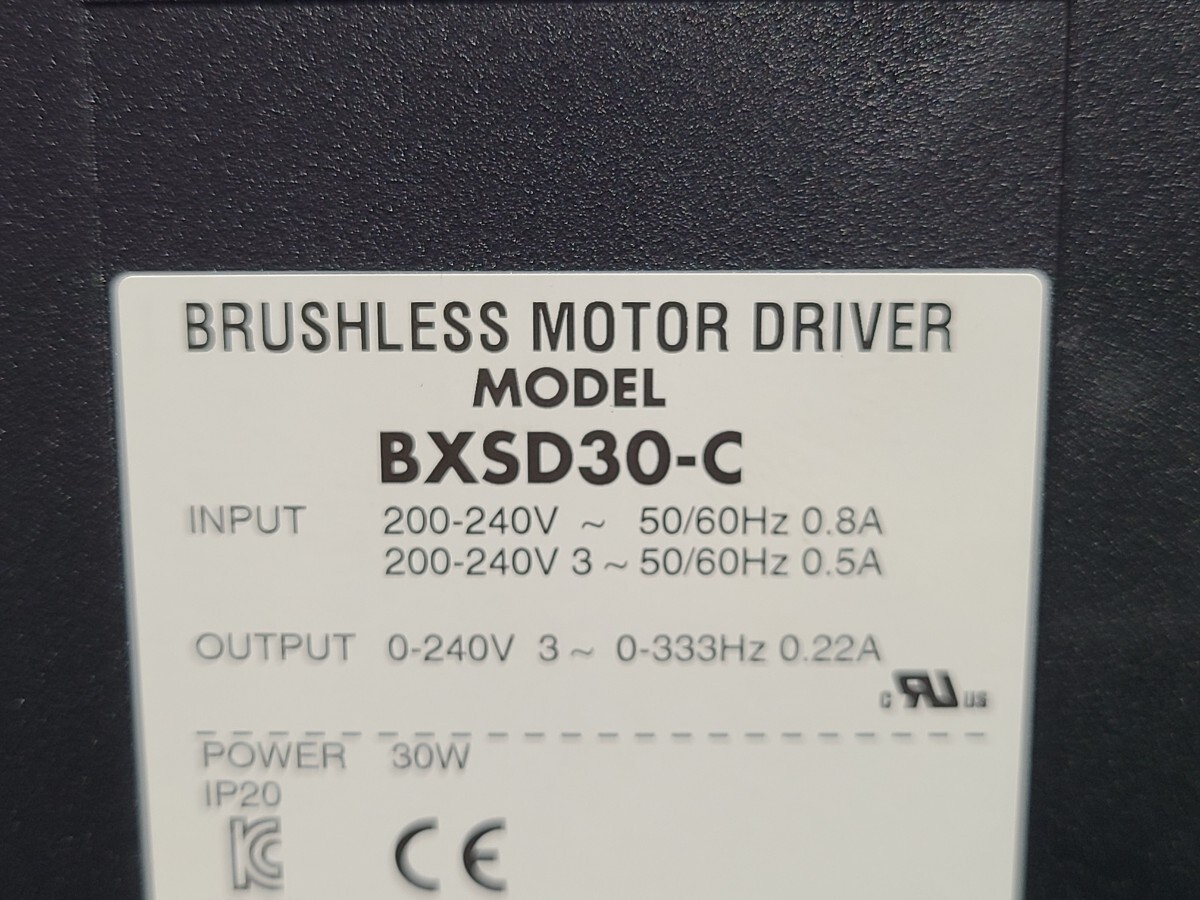 BRUSHLESS MOTOR DRIVER
MODEL
BXSD30-C
INPUT 200-240V ~ 50/60Hz 0.8A
200-240V 3~50/60Hz 0.5A
OUTPUT 0-240V 3~ 0-333Hz 0.22A
c RU us
POWER 30W
IP20
KC CE